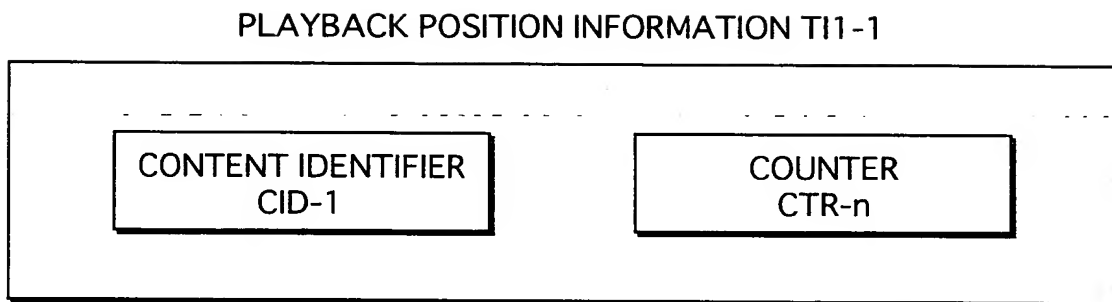 PLAYBACK POSITION INFORMATION TI1-1
CONTENT IDENTIFIER
CID-1
COUNTER
CTR-n